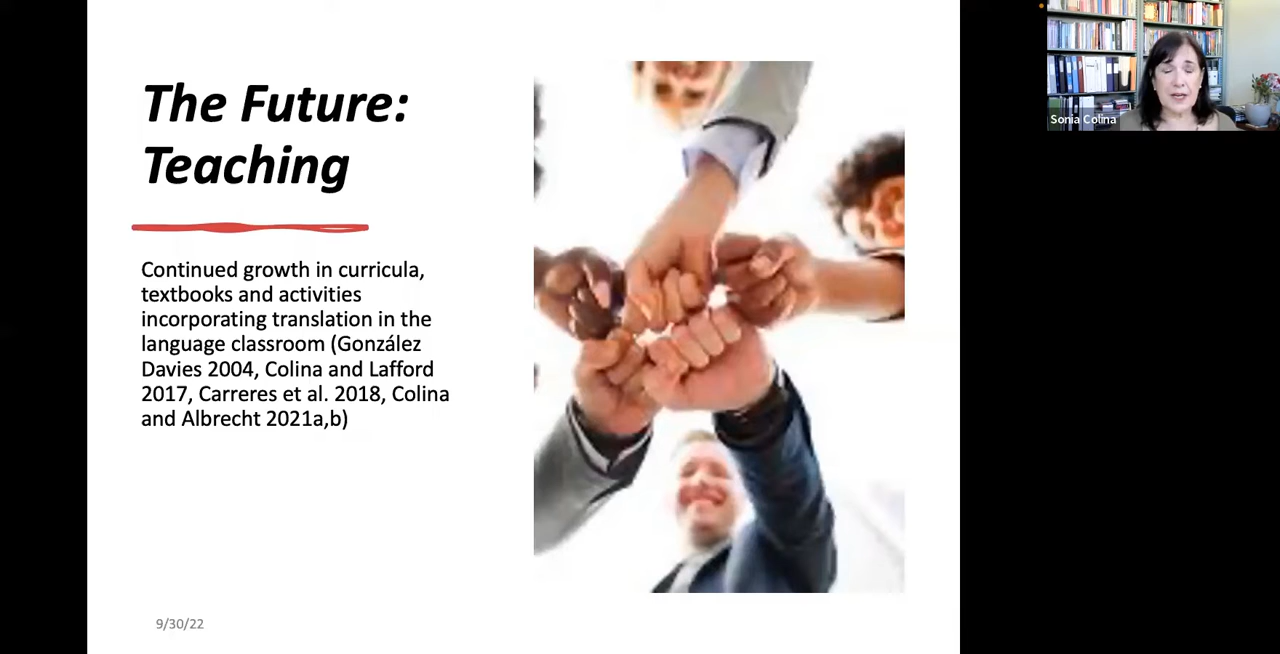 The Future:
Teaching
Continued growth in curricula,
textbooks and activities
incorporating translation in the
language classroom (González
Davies 2004, Colina and Lafford
2017, Carreres et al. 2018, Colina
and Albrecht 2021a,b)
9/30/22
Sonia Colina